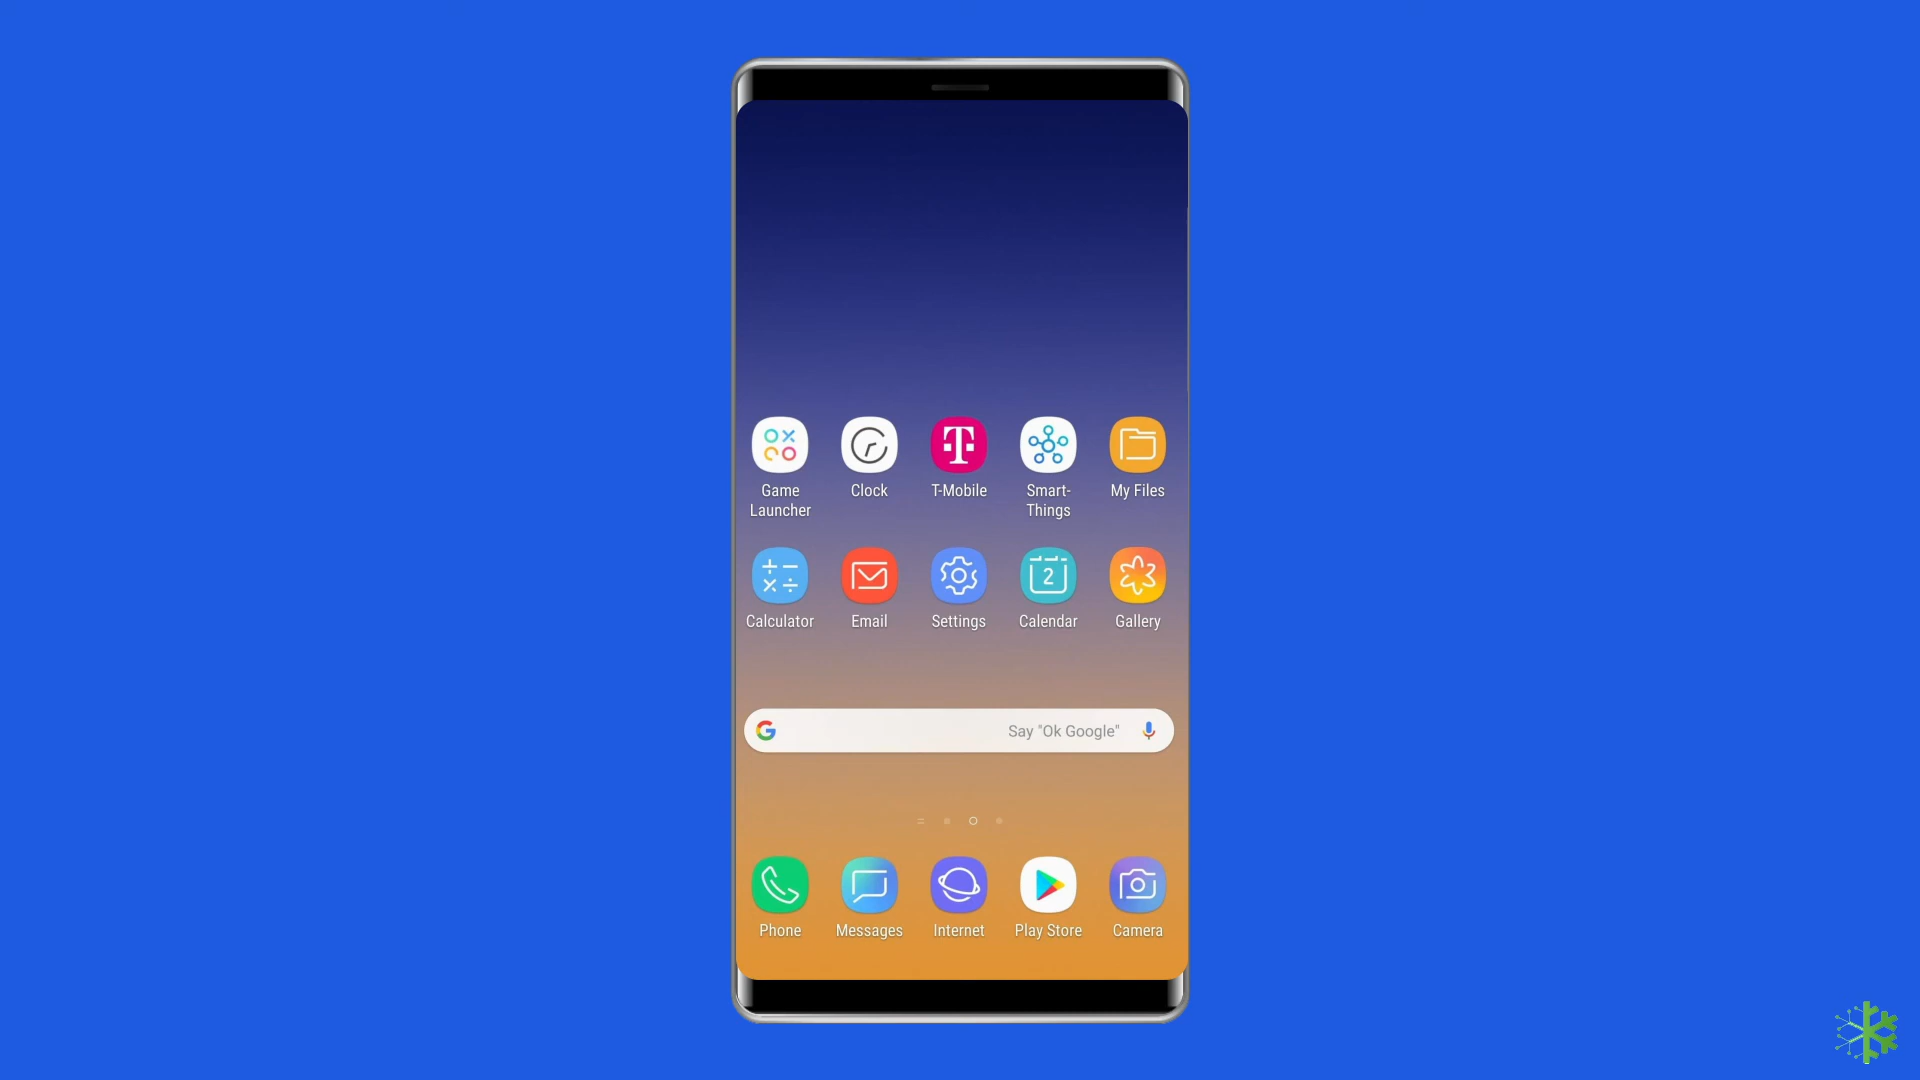 Game
Launcher
Clock
T-Mobile
Smart-
Things
My Files
Calculator
Email
Settings
2
Calendar
Gallery
G
Say "Ok Google"
Phone
Messages
Internet
Play Store
Camera